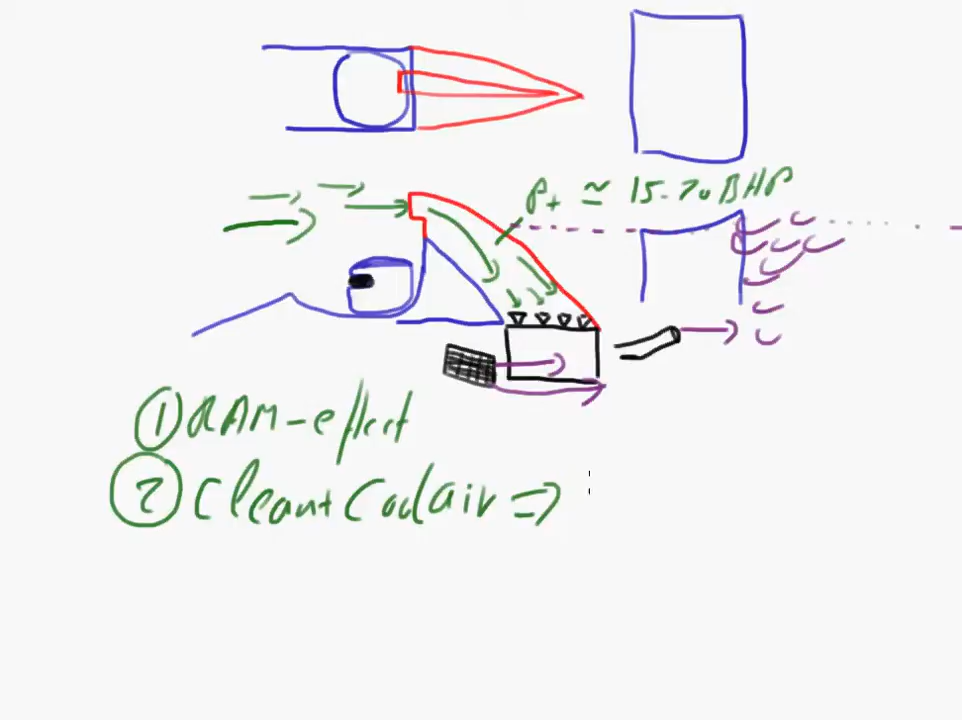 P+ ≃ 15-20 BHP
① RAM-effect
② Clean+Cool air =>